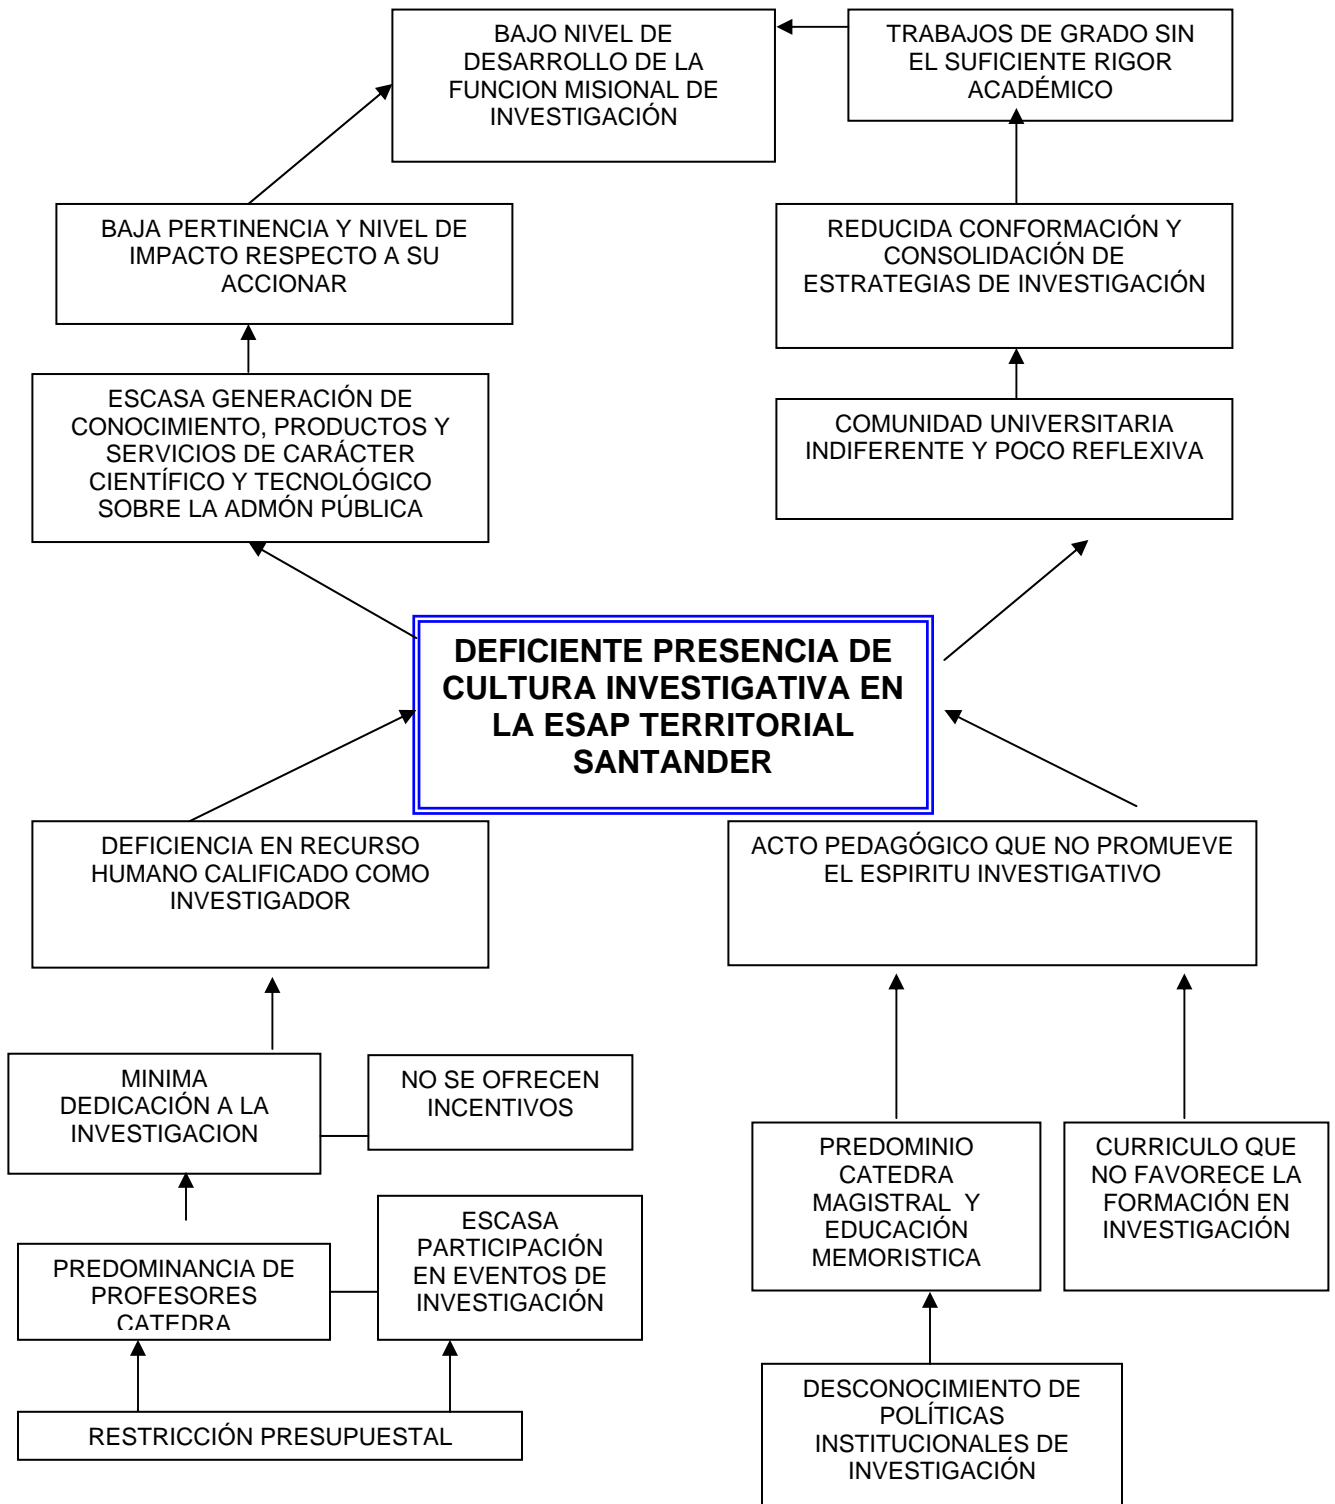 BAJO NIVEL DE
DESARROLLO DE LA
FUNCION MISIONAL DE
INVESTIGACIÓN
TRABAJOS DE GRADO SIN
EL SUFICIENTE RIGOR
ACADÉMICO
BAJA PERTINENCIA Y NIVEL DE
IMPACTO RESPECTO A SU
ACCIONAR
REDUCIDA CONFORMACIÓN Y
CONSOLIDACIÓN DE
ESTRATEGIAS DE INVESTIGACIÓN
ESCASA GENERACIÓN DE
CONOCIMIENTO, PRODUCTOS Y
SERVICIOS DE CARÁCTER
CIENTÍFICO Y TECNOLÓGICO
SOBRE LA ADMÓN PÚBLICA
COMUNIDAD UNIVERSITARIA
INDIFERENTE Y POCO REFLEXIVA
DEFICIENTE PRESENCIA DE
CULTURA INVESTIGATIVA EN
LA ESAP TERRITORIAL
SANTANDER
DEFICIENCIA EN RECURSO
HUMANO CALIFICADO COMO
INVESTIGADOR
ACTO PEDAGÓGICO QUE NO PROMUEVE
EL ESPIRITU INVESTIGATIVO
MINIMA
DEDICACIÓN A LA
INVESTIGACION
NO SE OFRECEN
INCENTIVOS
PREDOMINIO
CATEDRA
MAGISTRAL Y
EDUCACIÓN
MEMORISTICA
CURRICULO QUE
NO FAVORECE LA
FORMACIÓN EN
INVESTIGACIÓN
PREDOMINANCIA DE
PROFESORES
CATEDRA
ESCASA
PARTICIPACIÓN
EN EVENTOS DE
INVESTIGACIÓN
RESTRICCIÓN PRESUPUESTAL
DESCONOCIMIENTO DE
POLÍTICAS
INSTITUCIONALES DE
INVESTIGACIÓN